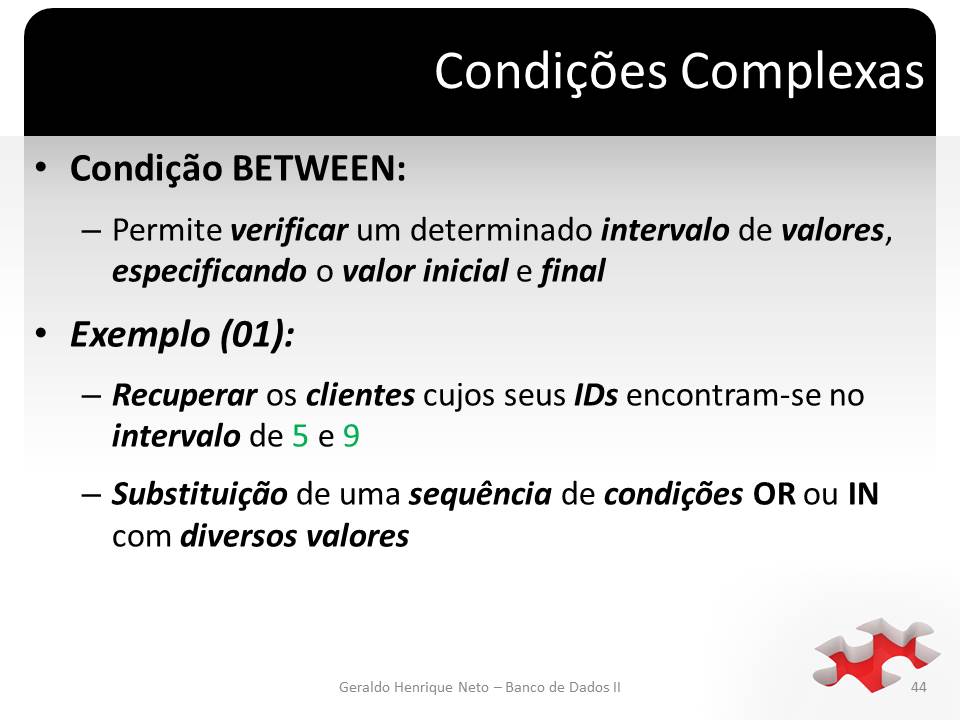 Condições Complexas
• Condição BETWEEN:
– Permite verificar um determinado intervalo de valores,
especificando o valor inicial e final
• Exemplo (01):
– Recuperar os clientes cujos seus IDs encontram-se no
intervalo de 5 e 9
– Substituição de uma sequência de condições OR ou IN
com diversos valores
Geraldo Henrique Neto – Banco de Dados II
44